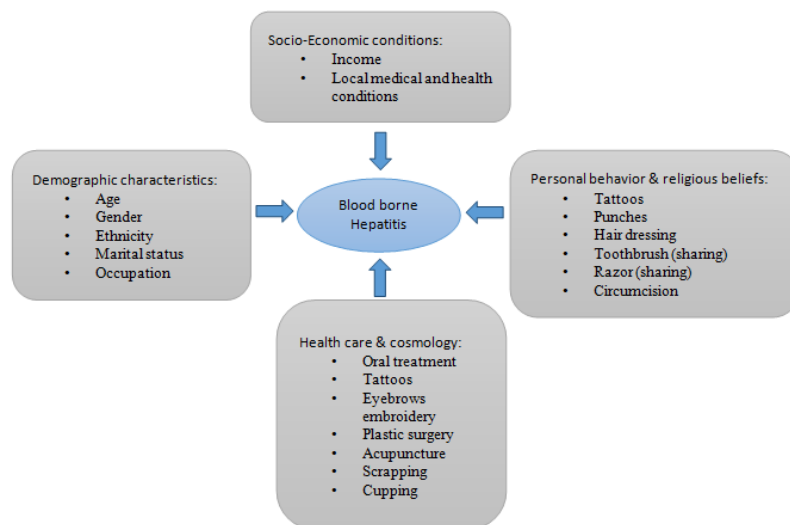 Socio-Economic conditions:
• Income
• Local medical and health
conditions
Demographic characteristics:
• Age
• Gender
• Ethnicity
• Marital status
• Occupation
Blood borne
Hepatitis
Personal behavior & religious beliefs:
• Tattoos
• Punches
• Hair dressing
• Toothbrush (sharing)
• Razor (sharing)
• Circumcision
Health care & cosmology:
• Oral treatment
• Tattoos
• Eyebrows
embroidery
• Plastic surgery
• Acupuncture
• Scrapping
• Cupping